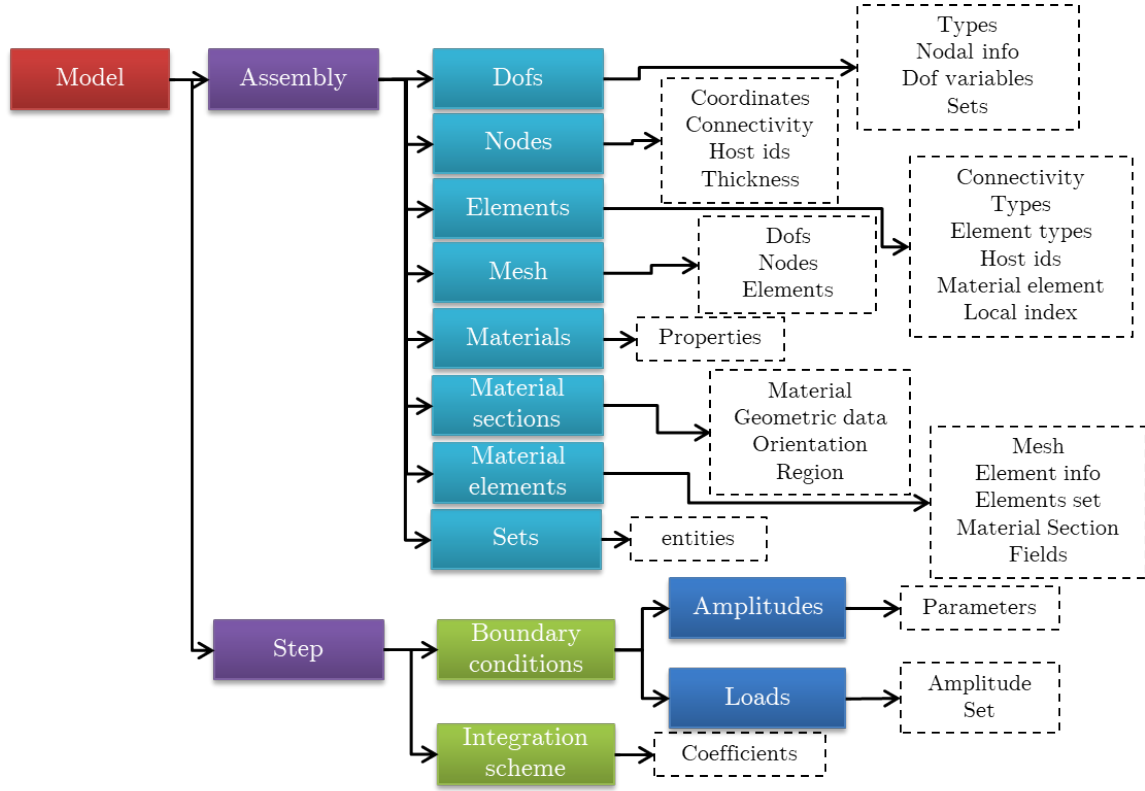 Model
Assembly
Dofs
Types
Nodal info
Dof variables
Sets
Nodes
Coordinates
Connectivity
Host ids
Thickness
Elements
Connectivity
Types
Element types
Host ids
Material element
Local index
Mesh
Dofs
Nodes
Elements
Materials
Properties
Material
sections
Material
Geometric data
Orientation
Region
Material
elements
Mesh
Element info
Elements set
Material Section
Fields
Sets
entities
Step
Boundary
conditions
Amplitudes
Parameters
Loads
Amplitude
Set
Integration
scheme
Coefficients